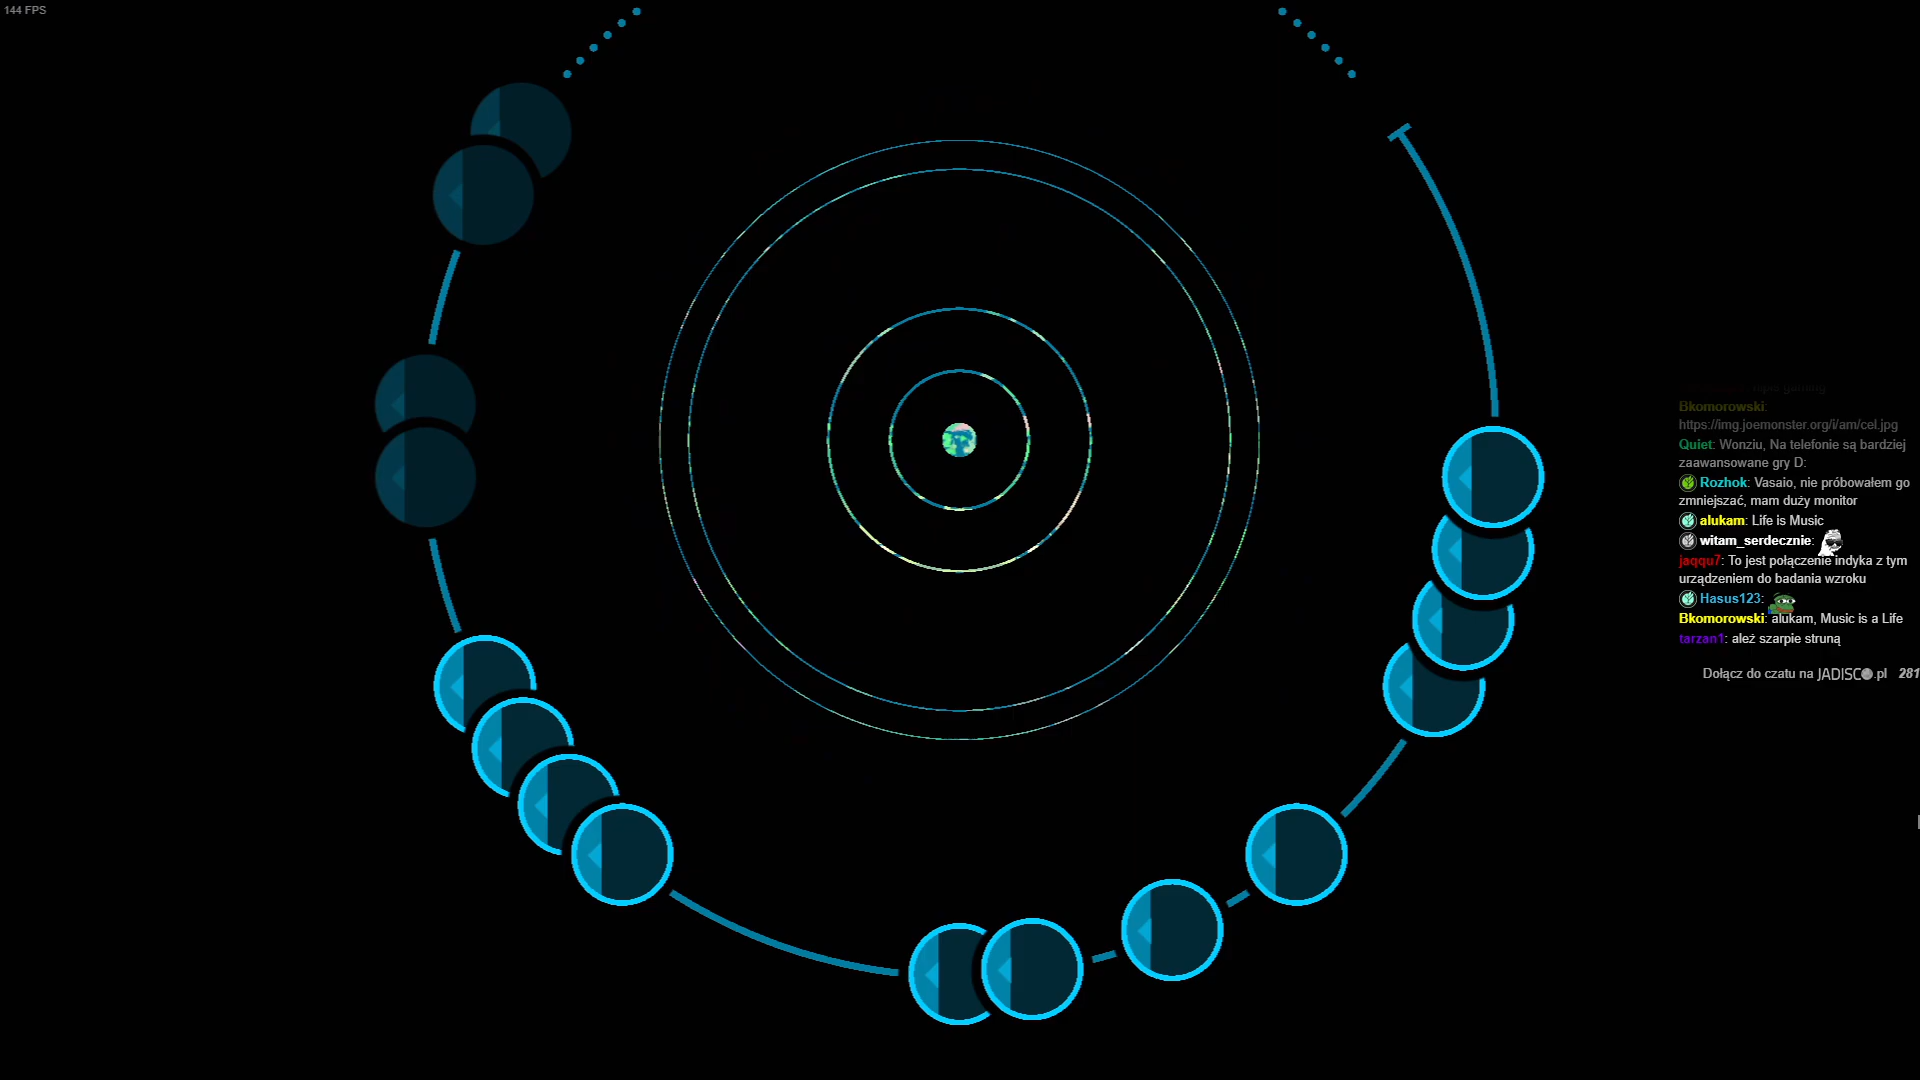 144 FPS
Bkomorowski:
https://img.joemonster.org/i/am/cel.jpg
Quiet: Wonziu, Na telefonie są bardziej
zaawansowane gry D:
Rozhok: Vasaio, nie próbowałem go
zmniejszać, mam duży monitor
alukam: Life is Music
witam_serdecznie:
jaqqu7: To jest połączenie indyka z tym
urządzeniem do badania wzroku
Hasus123:
Bkomorowski: alukam, Music is a Life
tarzan1: ależ szarpie struną
Dołącz do czatu na JADISCO.pl 281